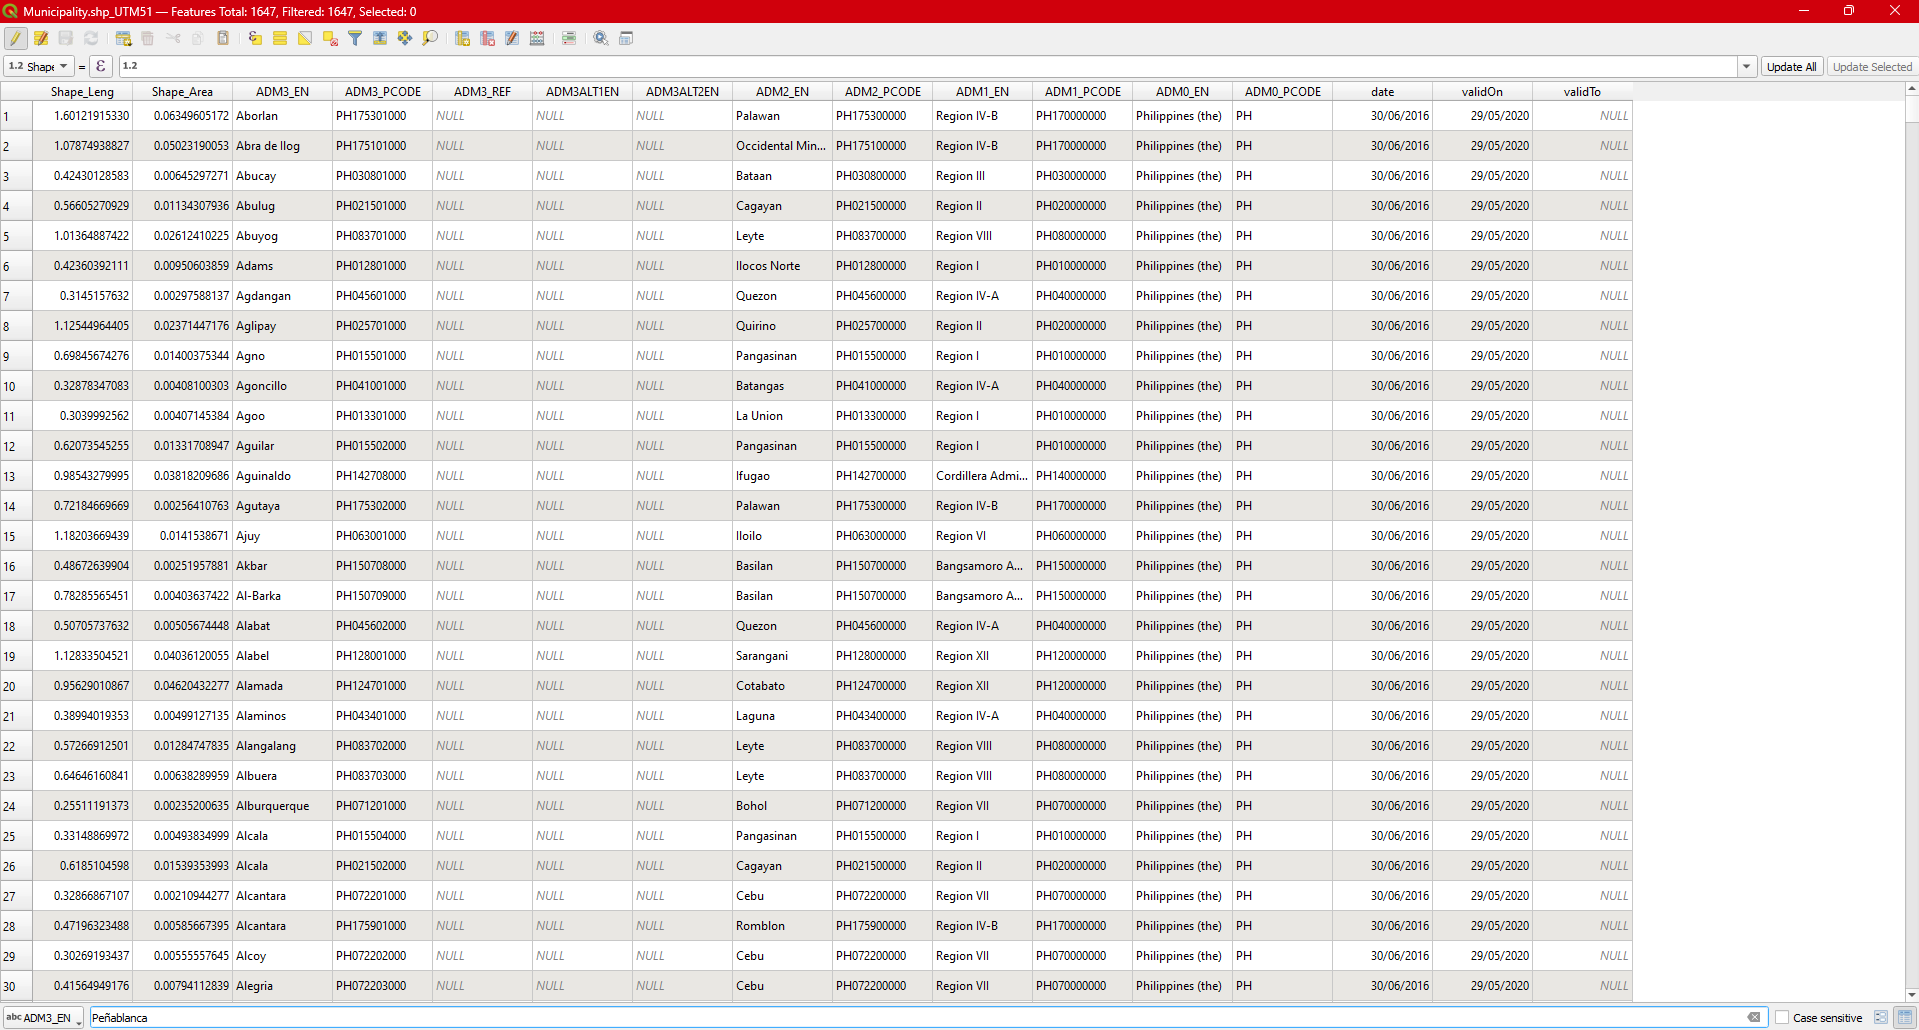 Municipality.shp_UTM51 — Features Total: 1647, Filtered: 1647, Selected: 0
1.2 Shape = ε 1.2 Update All Update Selected
Shape_Leng Shape_Area ADM3_EN ADM3_PCODE ADM3_REF ADM3ALT1EN ADM3ALT2EN ADM2_EN ADM2_PCODE ADM1_EN ADM1_PCODE ADM0_EN ADM0_PCODE date validOn validTo
1 1.60121915330 0.06349605172 Aborlan PH175301000 NULL NULL NULL Palawan PH175300000 Region IV-B PH170000000 Philippines (the) PH 30/06/2016 29/05/2020 NULL
2 1.07874938827 0.05023190053 Abra de Ilog PH175101000 NULL NULL NULL Occidental Min... PH175100000 Region IV-B PH170000000 Philippines (the) PH 30/06/2016 29/05/2020 NULL
3 0.42430128583 0.00645297271 Abucay PH030801000 NULL NULL NULL Bataan PH030800000 Region III PH030000000 Philippines (the) PH 30/06/2016 29/05/2020 NULL
4 0.56605270929 0.01134307936 Abulug PH021501000 NULL NULL NULL Cagayan PH021500000 Region II PH020000000 Philippines (the) PH 30/06/2016 29/05/2020 NULL
5 1.01364887422 0.02612410225 Abuyog PH083701000 NULL NULL NULL Leyte PH083700000 Region VIII PH080000000 Philippines (the) PH 30/06/2016 29/05/2020 NULL
6 0.42360392111 0.00950603859 Adams PH012801000 NULL NULL NULL Ilocos Norte PH012800000 Region I PH010000000 Philippines (the) PH 30/06/2016 29/05/2020 NULL
7 0.3145157632 0.00297588137 Agdangan PH045601000 NULL NULL NULL Quezon PH045600000 Region IV-A PH040000000 Philippines (the) PH 30/06/2016 29/05/2020 NULL
8 1.12544964405 0.02371447176 Aglipay PH025701000 NULL NULL NULL Quirino PH025700000 Region II PH020000000 Philippines (the) PH 30/06/2016 29/05/2020 NULL
9 0.69845674276 0.01400375344 Agno PH015501000 NULL NULL NULL Pangasinan PH015500000 Region I PH010000000 Philippines (the) PH 30/06/2016 29/05/2020 NULL
10 0.32878347083 0.00408100303 Agoncillo PH041001000 NULL NULL NULL Batangas PH041000000 Region IV-A PH040000000 Philippines (the) PH 30/06/2016 29/05/2020 NULL
11 0.3039992562 0.00407145384 Agoo PH013301000 NULL NULL NULL La Union PH013300000 Region I PH010000000 Philippines (the) PH 30/06/2016 29/05/2020 NULL
12 0.62073545255 0.01331708947 Aguilar PH015502000 NULL NULL NULL Pangasinan PH015500000 Region I PH010000000 Philippines (the) PH 30/06/2016 29/05/2020 NULL
13 0.98543279995 0.03818209686 Aguinaldo PH142708000 NULL NULL NULL Ifugao PH142700000 Cordillera Admi... PH140000000 Philippines (the) PH 30/06/2016 29/05/2020 NULL
14 0.72184669669 0.00256410763 Agutaya PH175302000 NULL NULL NULL Palawan PH175300000 Region IV-B PH170000000 Philippines (the) PH 30/06/2016 29/05/2020 NULL
15 1.18203669439 0.0141538671 Ajuy PH063001000 NULL NULL NULL Iloilo PH063000000 Region VI PH060000000 Philippines (the) PH 30/06/2016 29/05/2020 NULL
16 0.48672639904 0.00251957881 Akbar PH150708000 NULL NULL NULL Basilan PH150700000 Bangsamoro A... PH150000000 Philippines (the) PH 30/06/2016 29/05/2020 NULL
17 0.78285565451 0.00403637422 Al-Barka PH150709000 NULL NULL NULL Basilan PH150700000 Bangsamoro A... PH150000000 Philippines (the) PH 30/06/2016 29/05/2020 NULL
18 0.50705737632 0.00505674448 Alabat PH045602000 NULL NULL NULL Quezon PH045600000 Region IV-A PH040000000 Philippines (the) PH 30/06/2016 29/05/2020 NULL
19 1.12833504521 0.04036120055 Alabel PH128001000 NULL NULL NULL Sarangani PH128000000 Region XII PH120000000 Philippines (the) PH 30/06/2016 29/05/2020 NULL
20 0.95629010867 0.04620432277 Alamada PH124701000 NULL NULL NULL Cotabato PH124700000 Region XII PH120000000 Philippines (the) PH 30/06/2016 29/05/2020 NULL
21 0.38994019353 0.00499127135 Alaminos PH043401000 NULL NULL NULL Laguna PH043400000 Region IV-A PH040000000 Philippines (the) PH 30/06/2016 29/05/2020 NULL
22 0.57266912501 0.01284747835 Alangalang PH083702000 NULL NULL NULL Leyte PH083700000 Region VIII PH080000000 Philippines (the) PH 30/06/2016 29/05/2020 NULL
23 0.64646160841 0.00638289959 Albuera PH083703000 NULL NULL NULL Leyte PH083700000 Region VIII PH080000000 Philippines (the) PH 30/06/2016 29/05/2020 NULL
24 0.25511191373 0.00235200635 Alburquerque PH071201000 NULL NULL NULL Bohol PH071200000 Region VII PH070000000 Philippines (the) PH 30/06/2016 29/05/2020 NULL
25 0.33148869972 0.00493834999 Alcala PH015504000 NULL NULL NULL Pangasinan PH015500000 Region I PH010000000 Philippines (the) PH 30/06/2016 29/05/2020 NULL
26 0.6185104598 0.01539353993 Alcala PH021502000 NULL NULL NULL Cagayan PH021500000 Region II PH020000000 Philippines (the) PH 30/06/2016 29/05/2020 NULL
27 0.32866867107 0.00210944277 Alcantara PH072201000 NULL NULL NULL Cebu PH072200000 Region VII PH070000000 Philippines (the) PH 30/06/2016 29/05/2020 NULL
28 0.47196323488 0.00585667395 Alcantara PH175901000 NULL NULL NULL Romblon PH175900000 Region IV-B PH170000000 Philippines (the) PH 30/06/2016 29/05/2020 NULL
29 0.30269193437 0.00555557645 Alcoy PH072202000 NULL NULL NULL Cebu PH072200000 Region VII PH070000000 Philippines (the) PH 30/06/2016 29/05/2020 NULL
30 0.41564949176 0.00794112839 Alegria PH072203000 NULL NULL NULL Cebu PH072200000 Region VII PH070000000 Philippines (the) PH 30/06/2016 29/05/2020 NULL
abc ADM3_EN Peñablanca Case sensitive